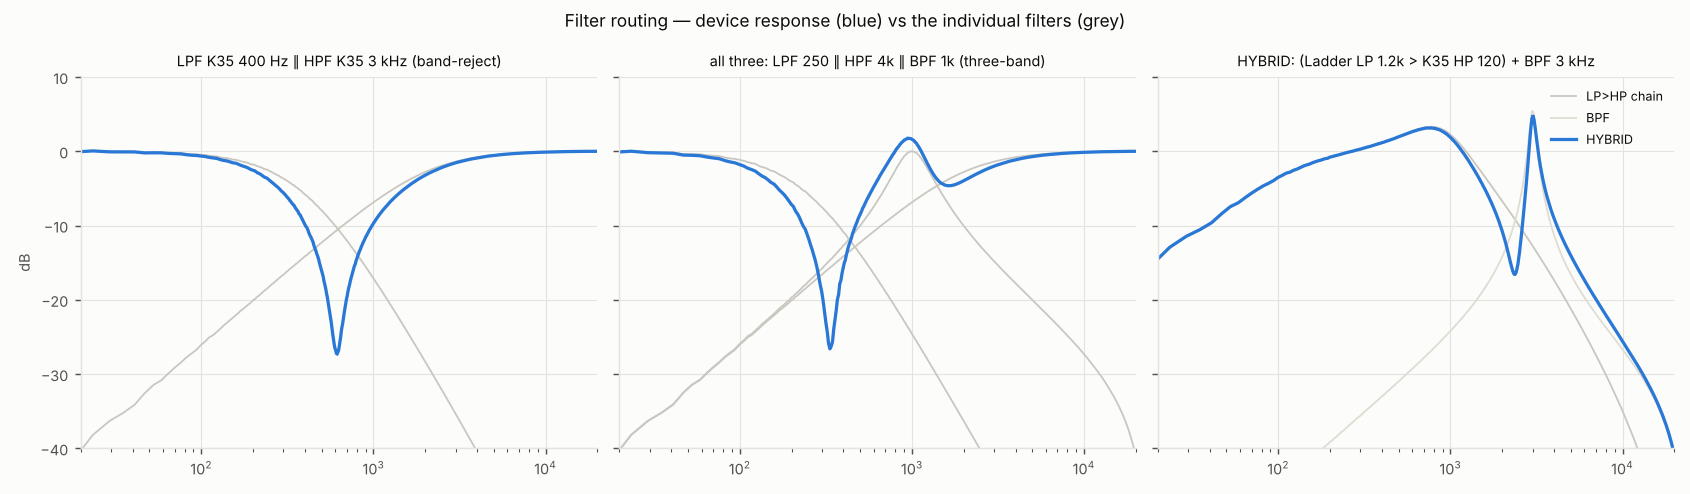 Filter routing — device response (blue) vs the individual filters (grey)
LPF K35 400 Hz ∥ HPF K35 3 kHz (band-reject)
all three: LPF 250 ∥ HPF 4k ∥ BPF 1k (three-band)
HYBRID: (Ladder LP 1.2k > K35 HP 120) + BPF 3 kHz
LP>HP chain
BPF
HYBRID
dB
10
0
−10
−20
−30
−40
10² 10³ 10⁴
10² 10³ 10⁴
10² 10³ 10⁴